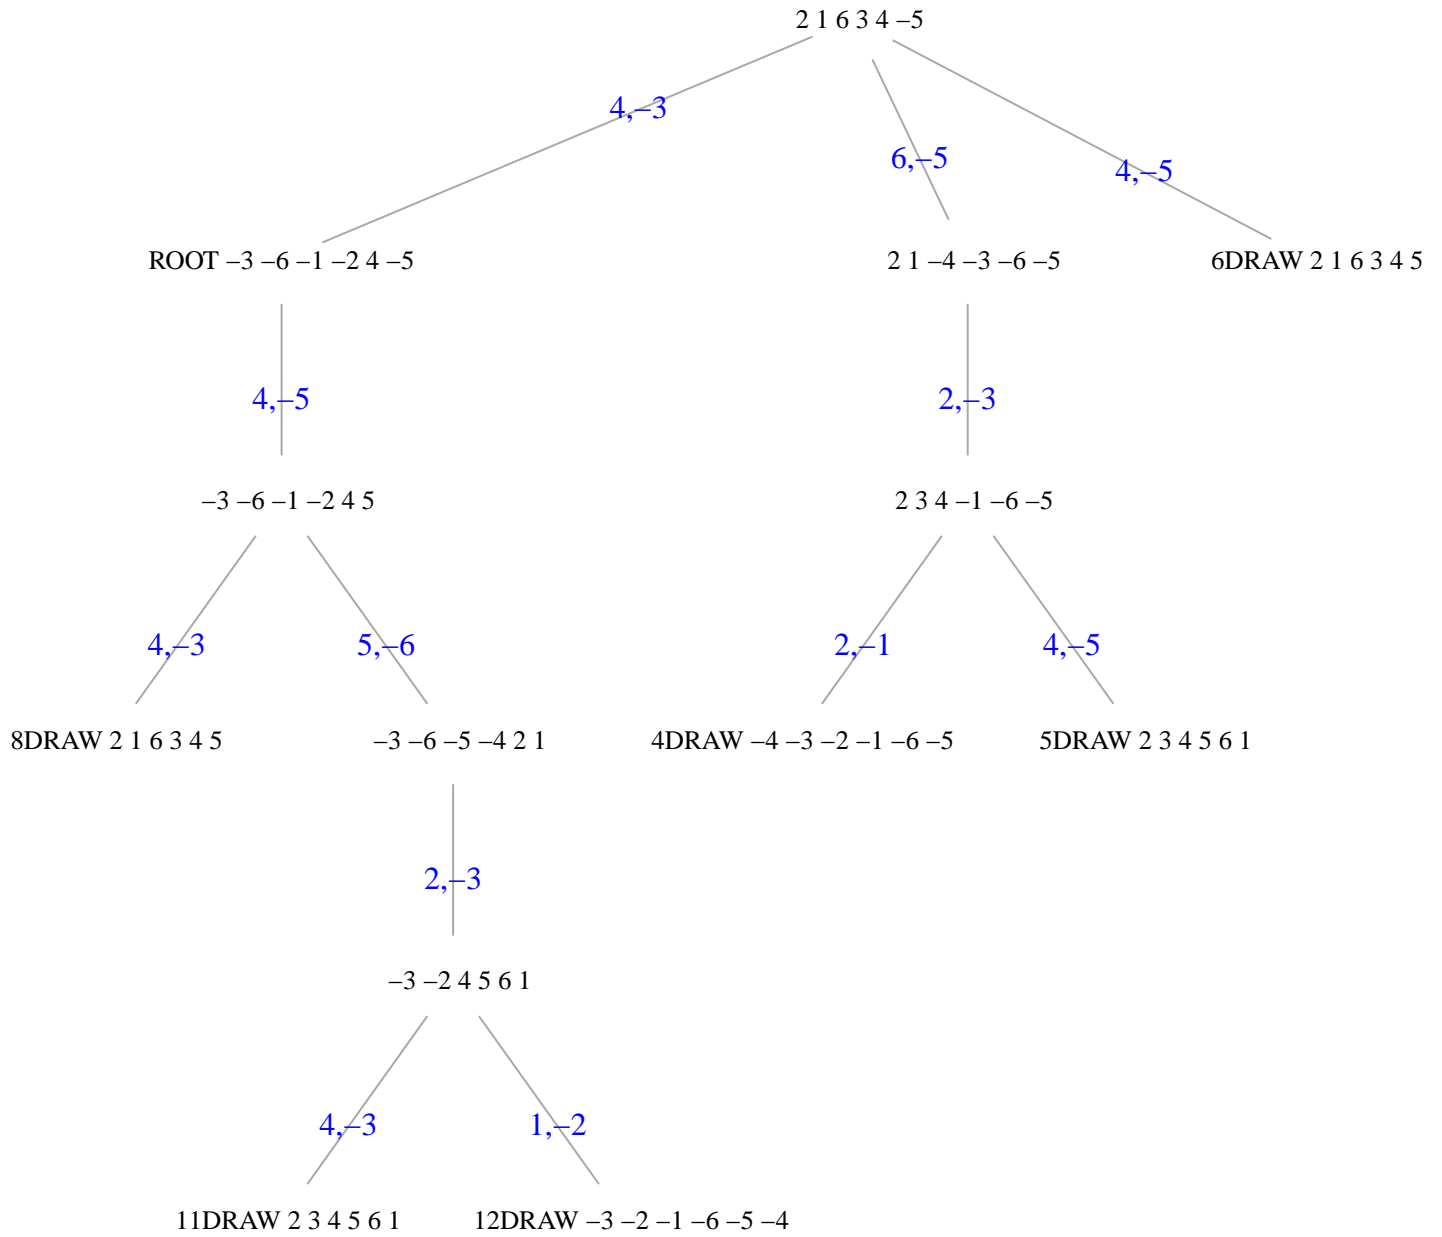 2 1 6 3 4 –5
4,–3
6,–5
4,–5
ROOT –3 –6 –1 –2 4 –5
2 1 –4 –3 –6 –5
6DRAW 2 1 6 3 4 5
4,–5
2,–3
–3 –6 –1 –2 4 5
2 3 4 –1 –6 –5
4,–3
5,–6
2,–1
4,–5
8DRAW 2 1 6 3 4 5
–3 –6 –5 –4 2 1
4DRAW –4 –3 –2 –1 –6 –5
5DRAW 2 3 4 5 6 1
2,–3
–3 –2 4 5 6 1
4,–3
1,–2
11DRAW 2 3 4 5 6 1
12DRAW –3 –2 –1 –6 –5 –4